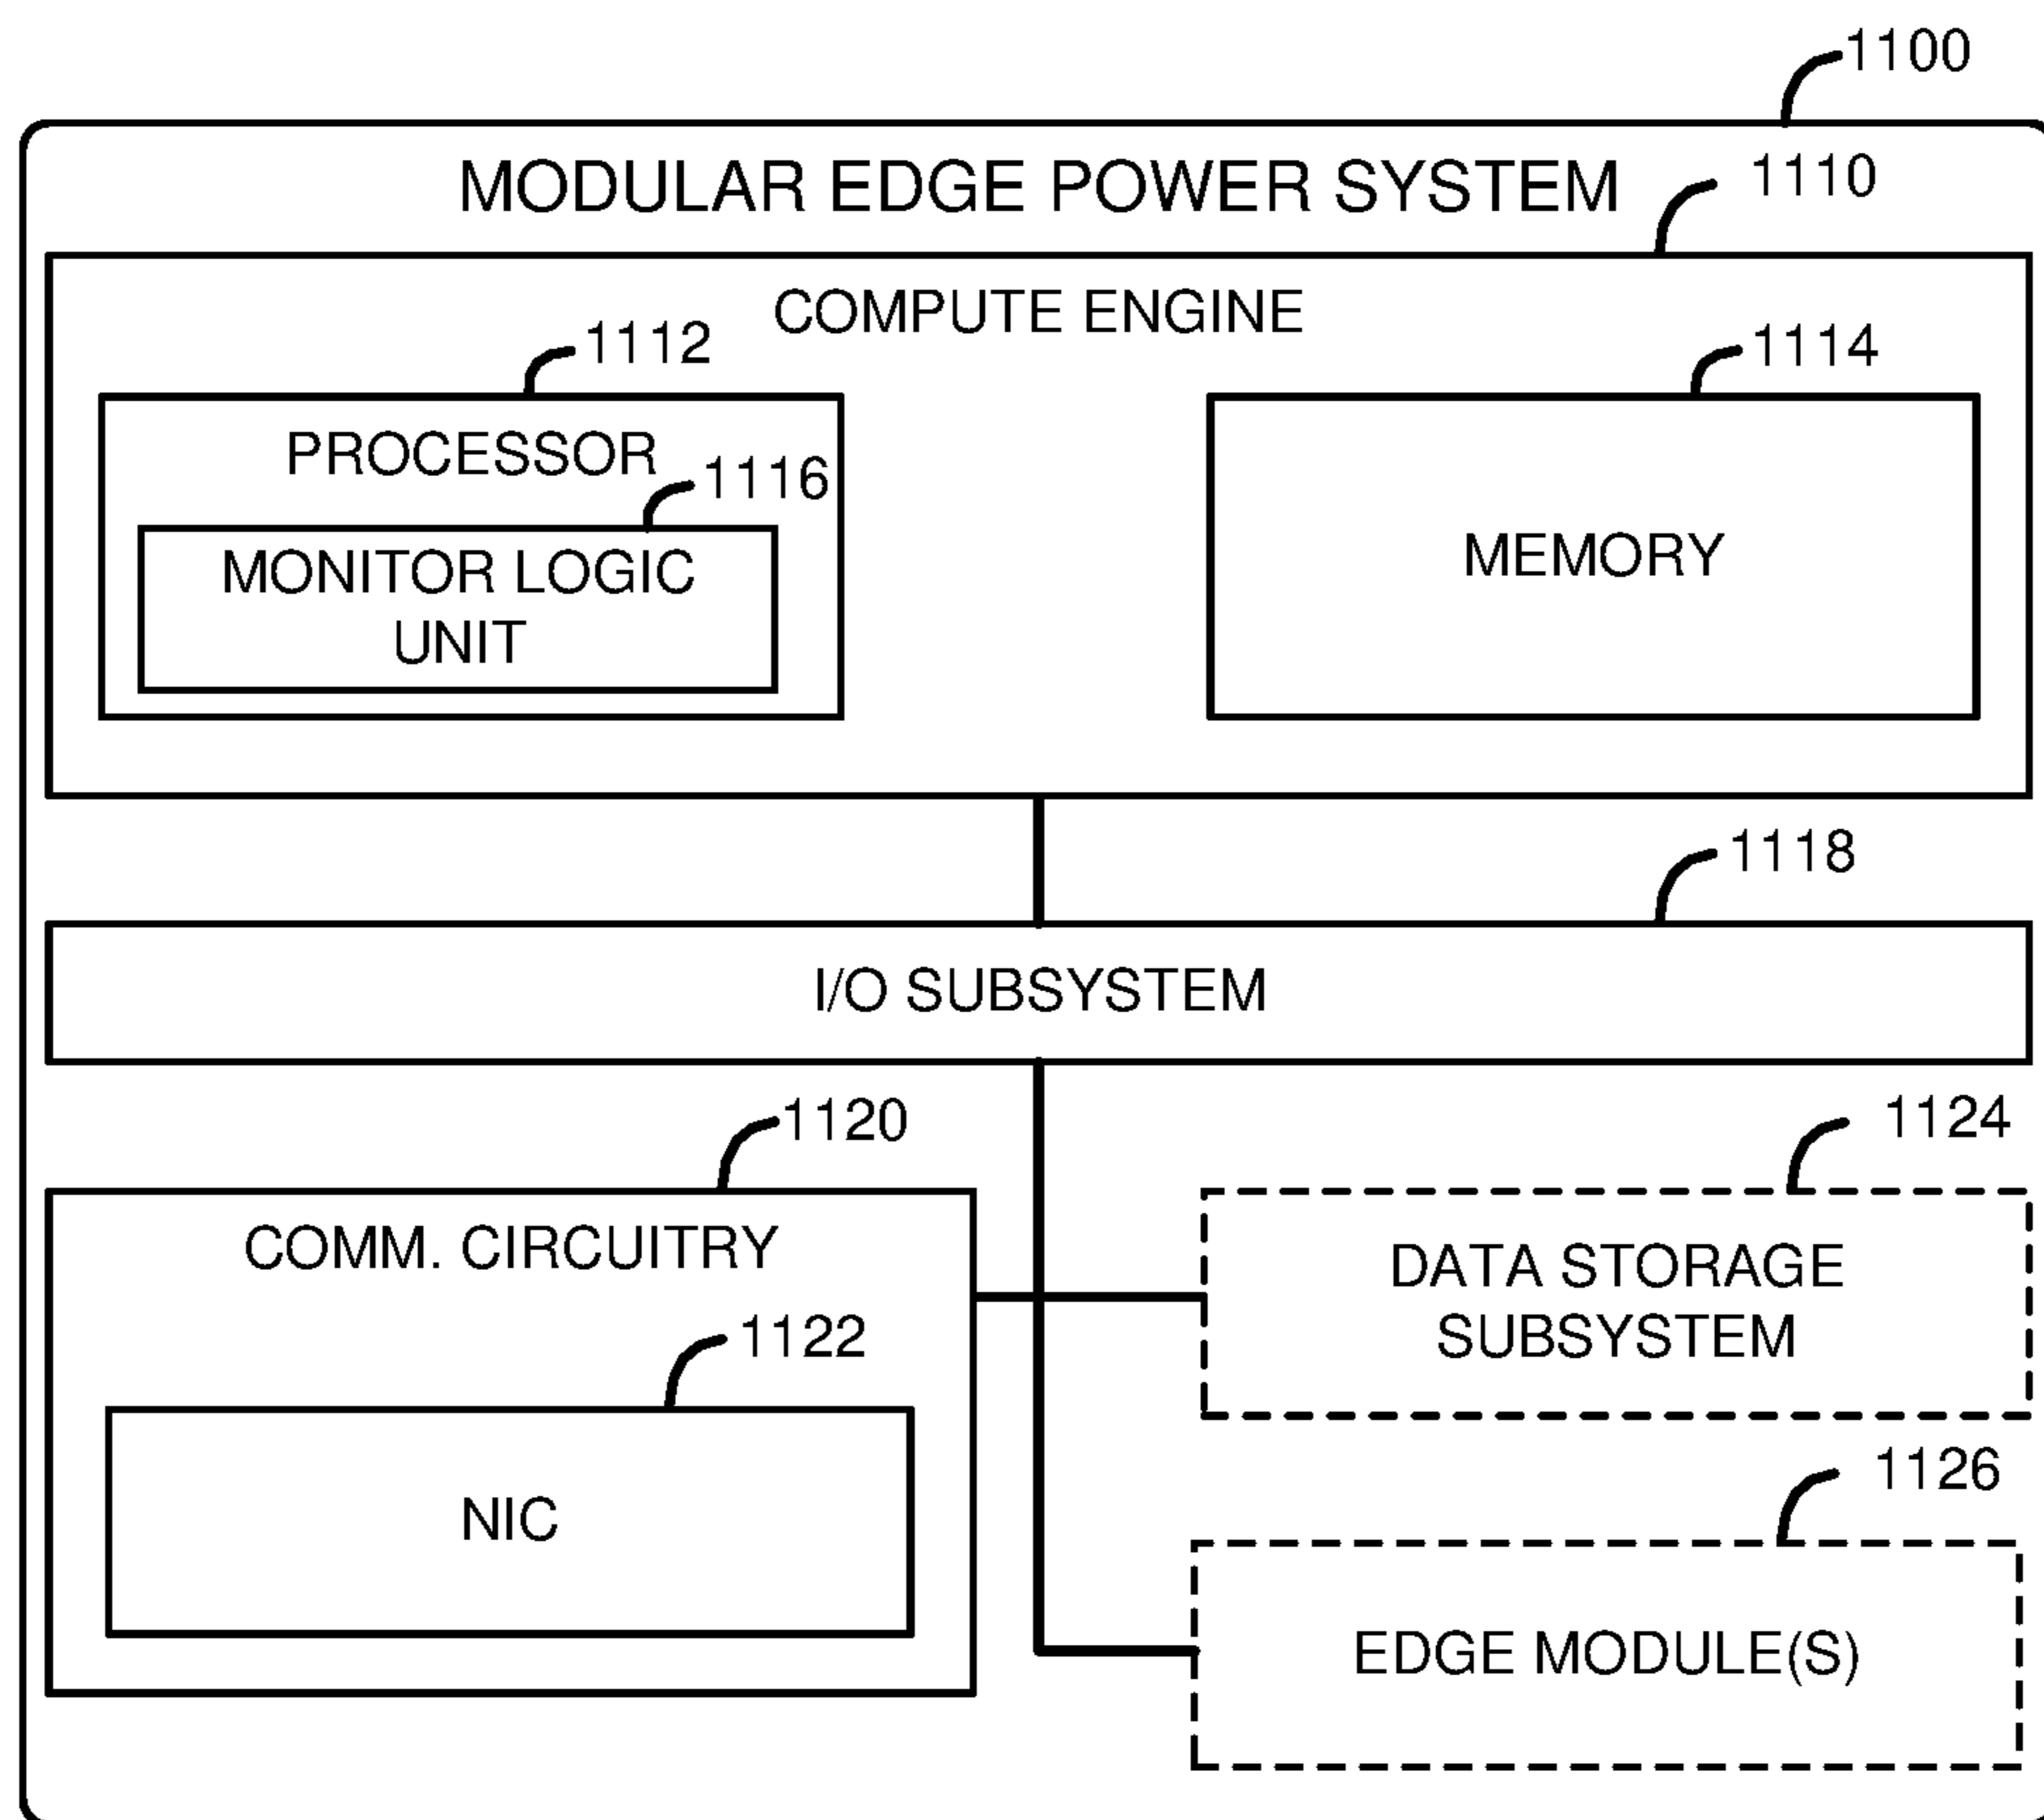 1100
MODULAR EDGE POWER SYSTEM
1110
COMPUTE ENGINE
1112
1114
PROCESSOR
1116
MONITOR LOGIC
UNIT
MEMORY
1118
I/O SUBSYSTEM
1120
1124
COMM. CIRCUITRY
DATA STORAGE
SUBSYSTEM
1122
NIC
1126
EDGE MODULE(S)